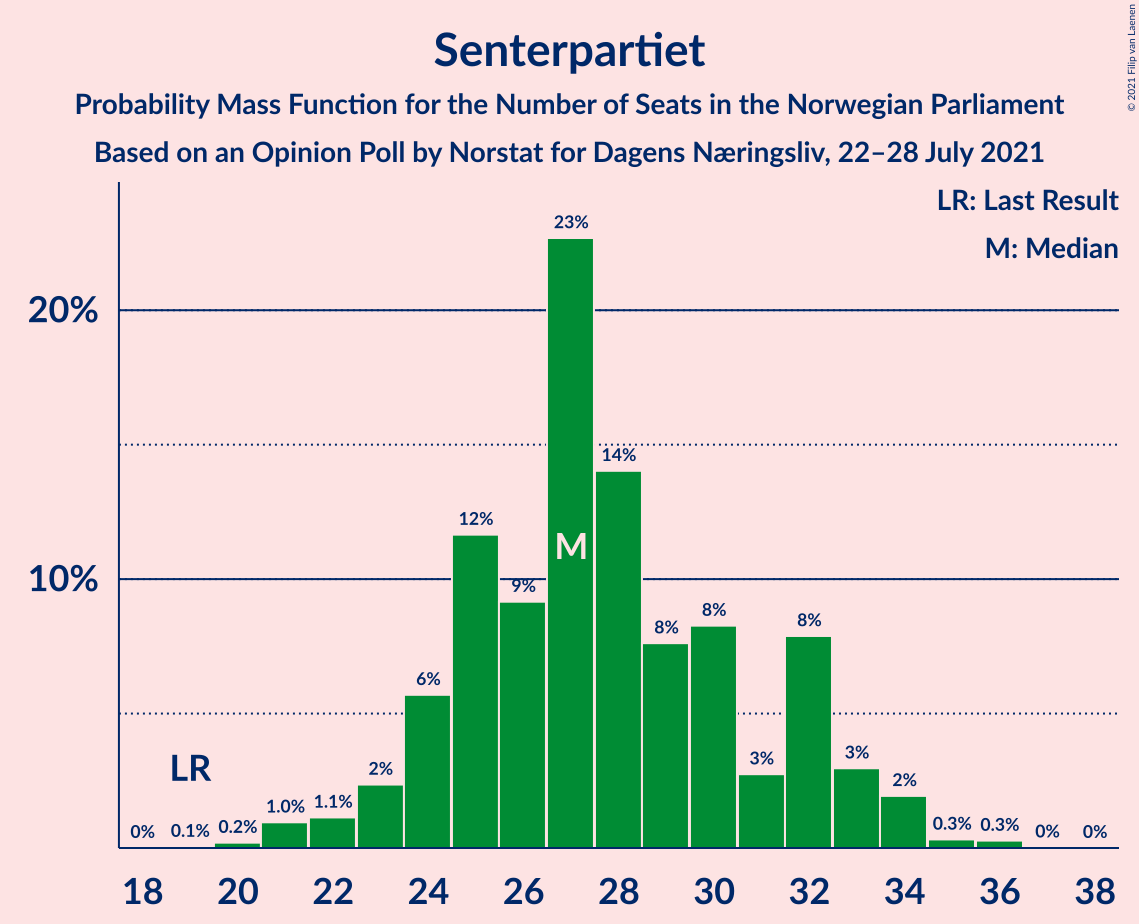 Senterpartiet
Probability Mass Function for the Number of Seats in the Norwegian Parliament
Based on an Opinion Poll by Norstat for Dagens Næringsliv, 22–28 July 2021
© 2021 Filip van Laenen
LR: Last Result
M: Median
20%
10%
0%
0.1%
0.2%
1.0%
1.1%
2%
6%
12%
9%
23%
14%
8%
8%
3%
8%
3%
2%
0.3%
0.3%
0%
0%
LR
M
18 20 22 24 26 28 30 32 34 36 38